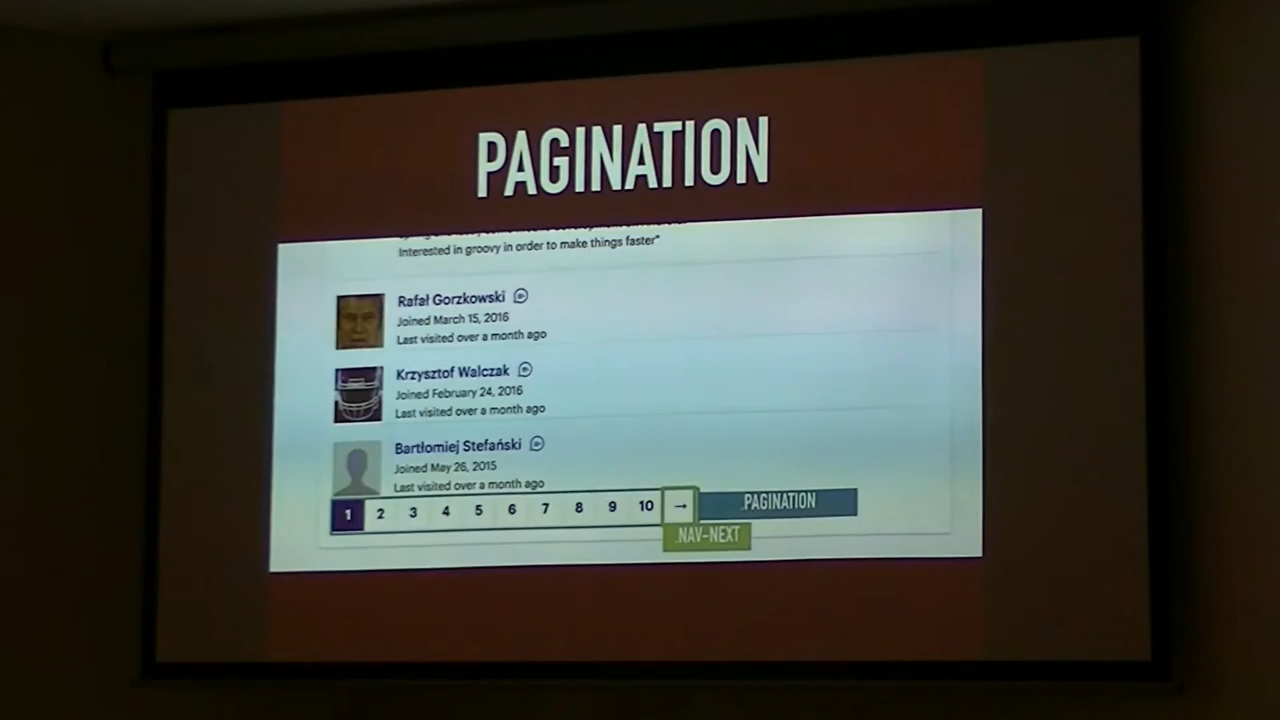 PAGINATION
Interested in groovy in order to make things faster"
Rafał Gorzkowski
Joined March 15, 2016
Last visited over a month ago
Krzysztof Walczak
Joined February 24, 2016
Last visited over a month ago
Bartłomiej Stefański
Joined May 26, 2015
Last visited over a month ago
1 2 3 4 5 6 7 8 9 10 → .PAGINATION
.NAV-NEXT